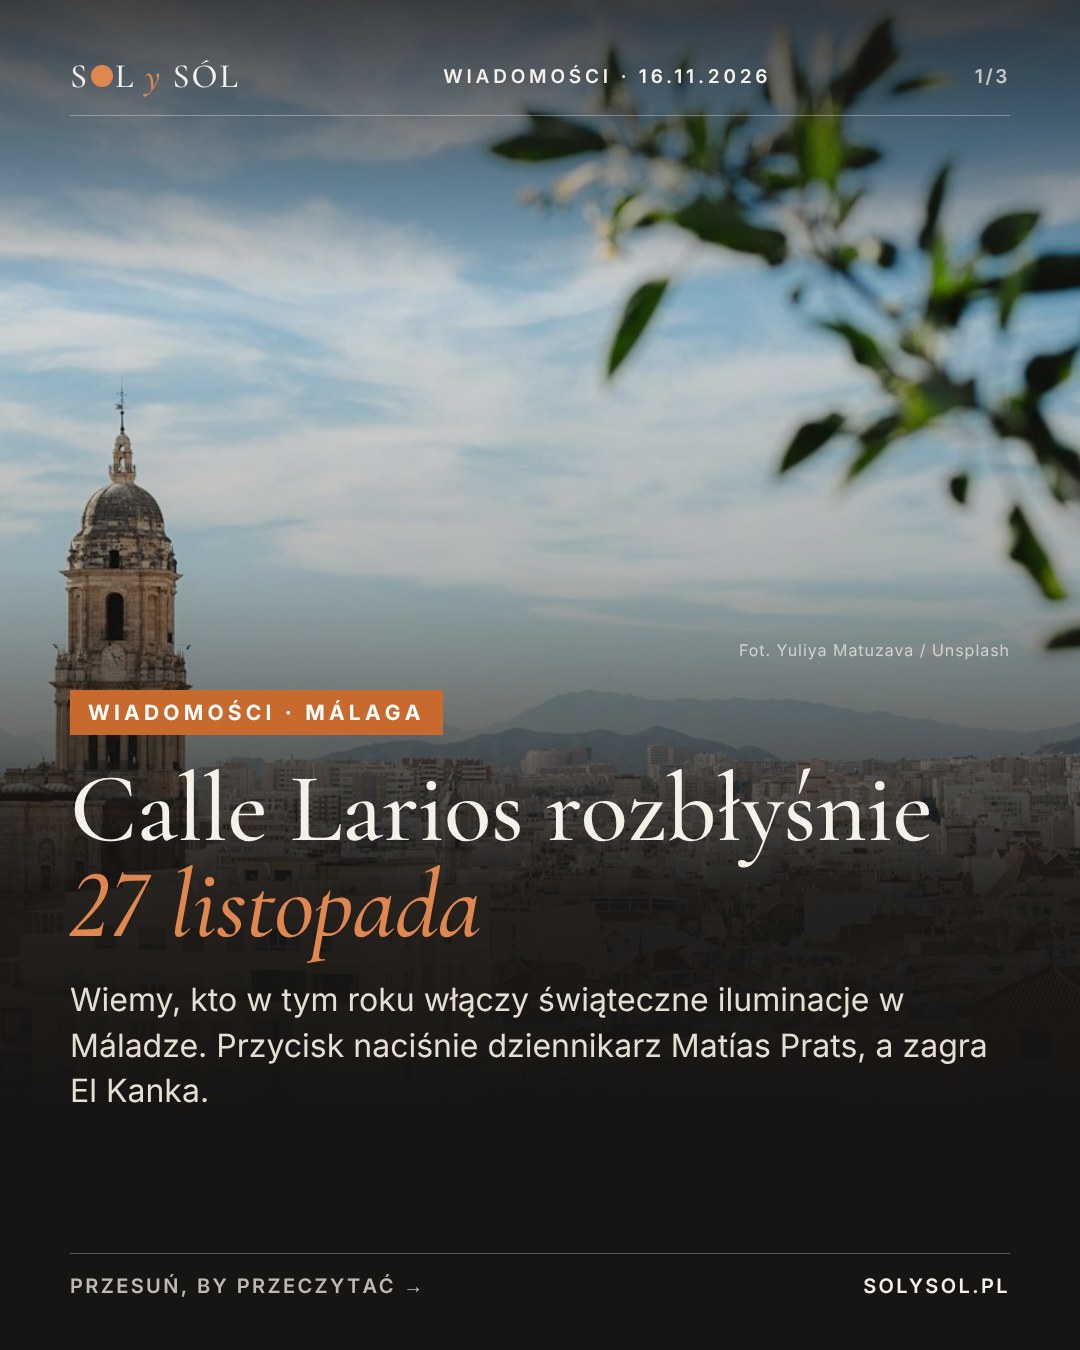 SOL y SÓL
WIADOMOŚCI · 16.11.2026
1/3
Fot. Yuliya Matuzava / Unsplash
WIADOMOŚCI · MÁLAGA
Calle Larios rozbłyśnie
27 listopada
Wiemy, kto w tym roku włączy świąteczne iluminacje w
Máladze. Przycisk naciśnie dziennikarz Matías Prats, a zagra
El Kanka.
PRZESUŃ, BY PRZECZYTAĆ →
SOLYSOL.PL